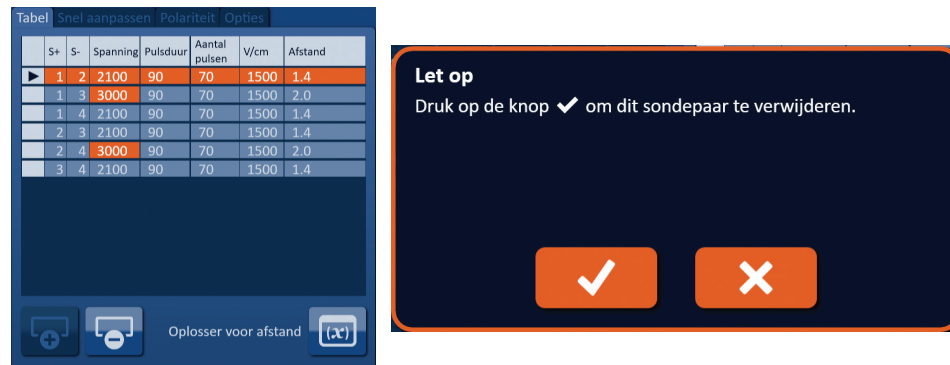 Tabel Snel aanpassen Polariteit Opties
S+ S- Spanning Pulsduur Aantal pulsen V/cm Afstand
1 2 2100 90 70 1500 1.4
1 3 3000 90 70 1500 2.0
1 4 2100 90 70 1500 1.4
2 3 2100 90 70 1500 1.4
2 4 3000 90 70 1500 2.0
3 4 2100 90 70 1500 1.4
Oplosser voor afstand (x)
Let op
Druk op de knop ✔ om dit sondepaar te verwijderen.